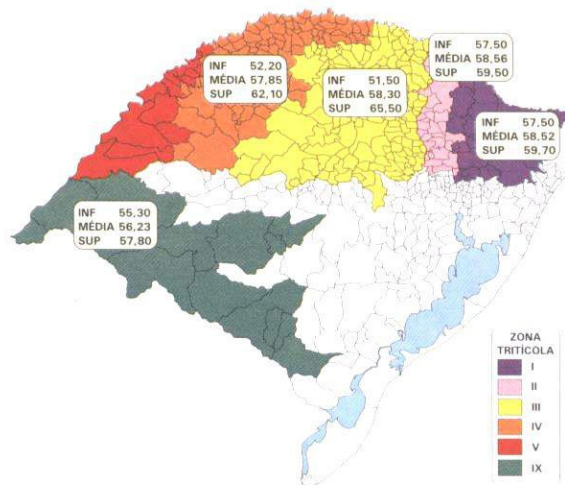 INF 57,50
MÉDIA 58,56
SUP 59,50
INF 52,20
MÉDIA 57,85
SUP 62,10
INF 51,50
MÉDIA 58,30
SUP 65,50
INF 57,50
MÉDIA 58,52
SUP 59,70
INF 55,30
MÉDIA 56,23
SUP 57,80
ZONA
TRITÍCOLA
I
II
III
IV
V
IX